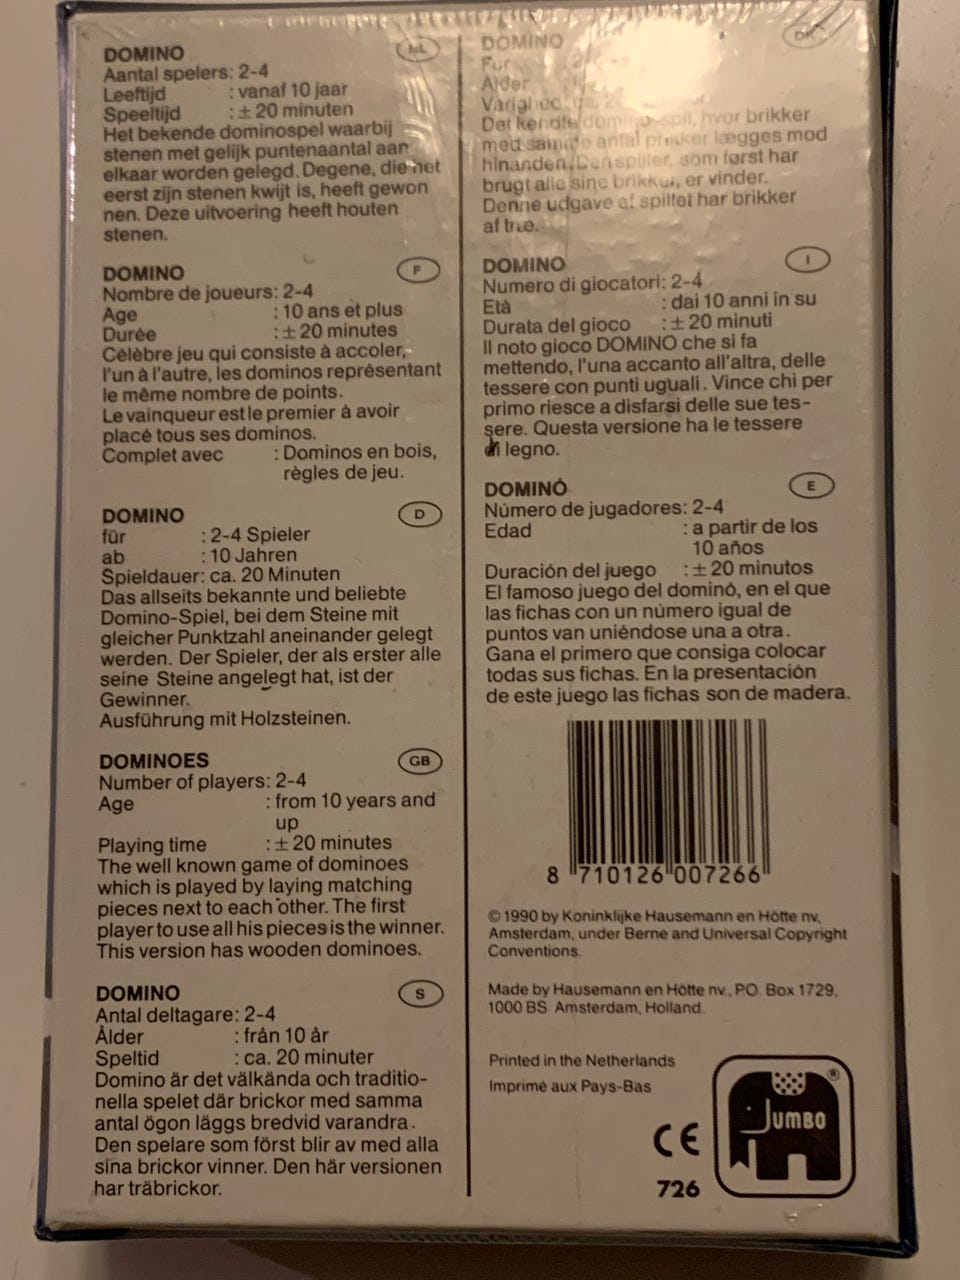 DOMINO
NL
Aantal spelers: 2-4
Leeftijd : vanaf 10 jaar
Speeltijd : ± 20 minuten
Het bekende dominospel waarbij
stenen met gelijk puntenaantal aan
elkaar worden gelegd. Degene, die het
eerst zijn stenen kwijt is, heeft gewon
nen. Deze uitvoering heeft houten
stenen.
DOMINO
F
Nombre de joueurs: 2-4
Age : 10 ans et plus
Durée : ± 20 minutes
Célèbre jeu qui consiste à accoler,
l'un à l'autre, les dominos représentant
le même nombre de points.
Le vainqueur est le premier à avoir
placé tous ses dominos.
Complet avec : Dominos en bois,
règles de jeu.
DOMINO
D
für : 2-4 Spieler
ab : 10 Jahren
Spieldauer: ca. 20 Minuten
Das allseits bekannte und beliebte
Domino-Spiel, bei dem Steine mit
gleicher Punktzahl aneinander gelegt
werden. Der Spieler, der als erster alle
seine Steine angelegt hat, ist der
Gewinner.
Ausführung mit Holzsteinen.
DOMINOES
GB
Number of players: 2-4
Age : from 10 years and
up
Playing time : ± 20 minutes
The well known game of dominoes
which is played by laying matching
pieces next to each other. The first
player to use all his pieces is the winner.
This version has wooden dominoes.
DOMINO
S
Antal deltagare: 2-4
Ålder : från 10 år
Speltid : ca. 20 minuter
Domino är det välkända och traditio-
nella spelet där brickor med samma
antal ögon läggs bredvid varandra.
Den spelare som först blir av med alla
sina brickor vinner. Den här versionen
har träbrickor.
DOMINO
DK
For
Alder
Varighed
Det kendte domino-spil, hvor brikker
med samme antal prikker lægges mod
hinanden. Den spiller, som først har
brugt alle sine brikker, er vinder.
Denne udgave af spillet har brikker
af træ.
DOMINO
I
Numero di giocatori: 2-4
Età : dai 10 anni in su
Durata del gioco : ± 20 minuti
Il noto gioco DOMINO che si fa
mettendo, l'una accanto all'altra, delle
tessere con punti uguali. Vince chi per
primo riesce a disfarsi delle sue tes-
sere. Questa versione ha le tessere
di legno.
DOMINÓ
E
Número de jugadores: 2-4
Edad : a partir de los
10 años
Duración del juego : ± 20 minutos
El famoso juego del dominó, en el que
las fichas con un número igual de
puntos van uniéndose una a otra.
Gana el primero que consiga colocar
todas sus fichas. En la presentación
de este juego las fichas son de madera.
8 710126 007266
© 1990 by Koninklijke Hausemann en Hötte nv,
Amsterdam, under Berne and Universal Copyright
Conventions.
Made by Hausemann en Hötte nv., P.O. Box 1729,
1000 BS Amsterdam, Holland.
Printed in the Netherlands
Imprimé aux Pays-Bas
CE
726
JUMBO
®